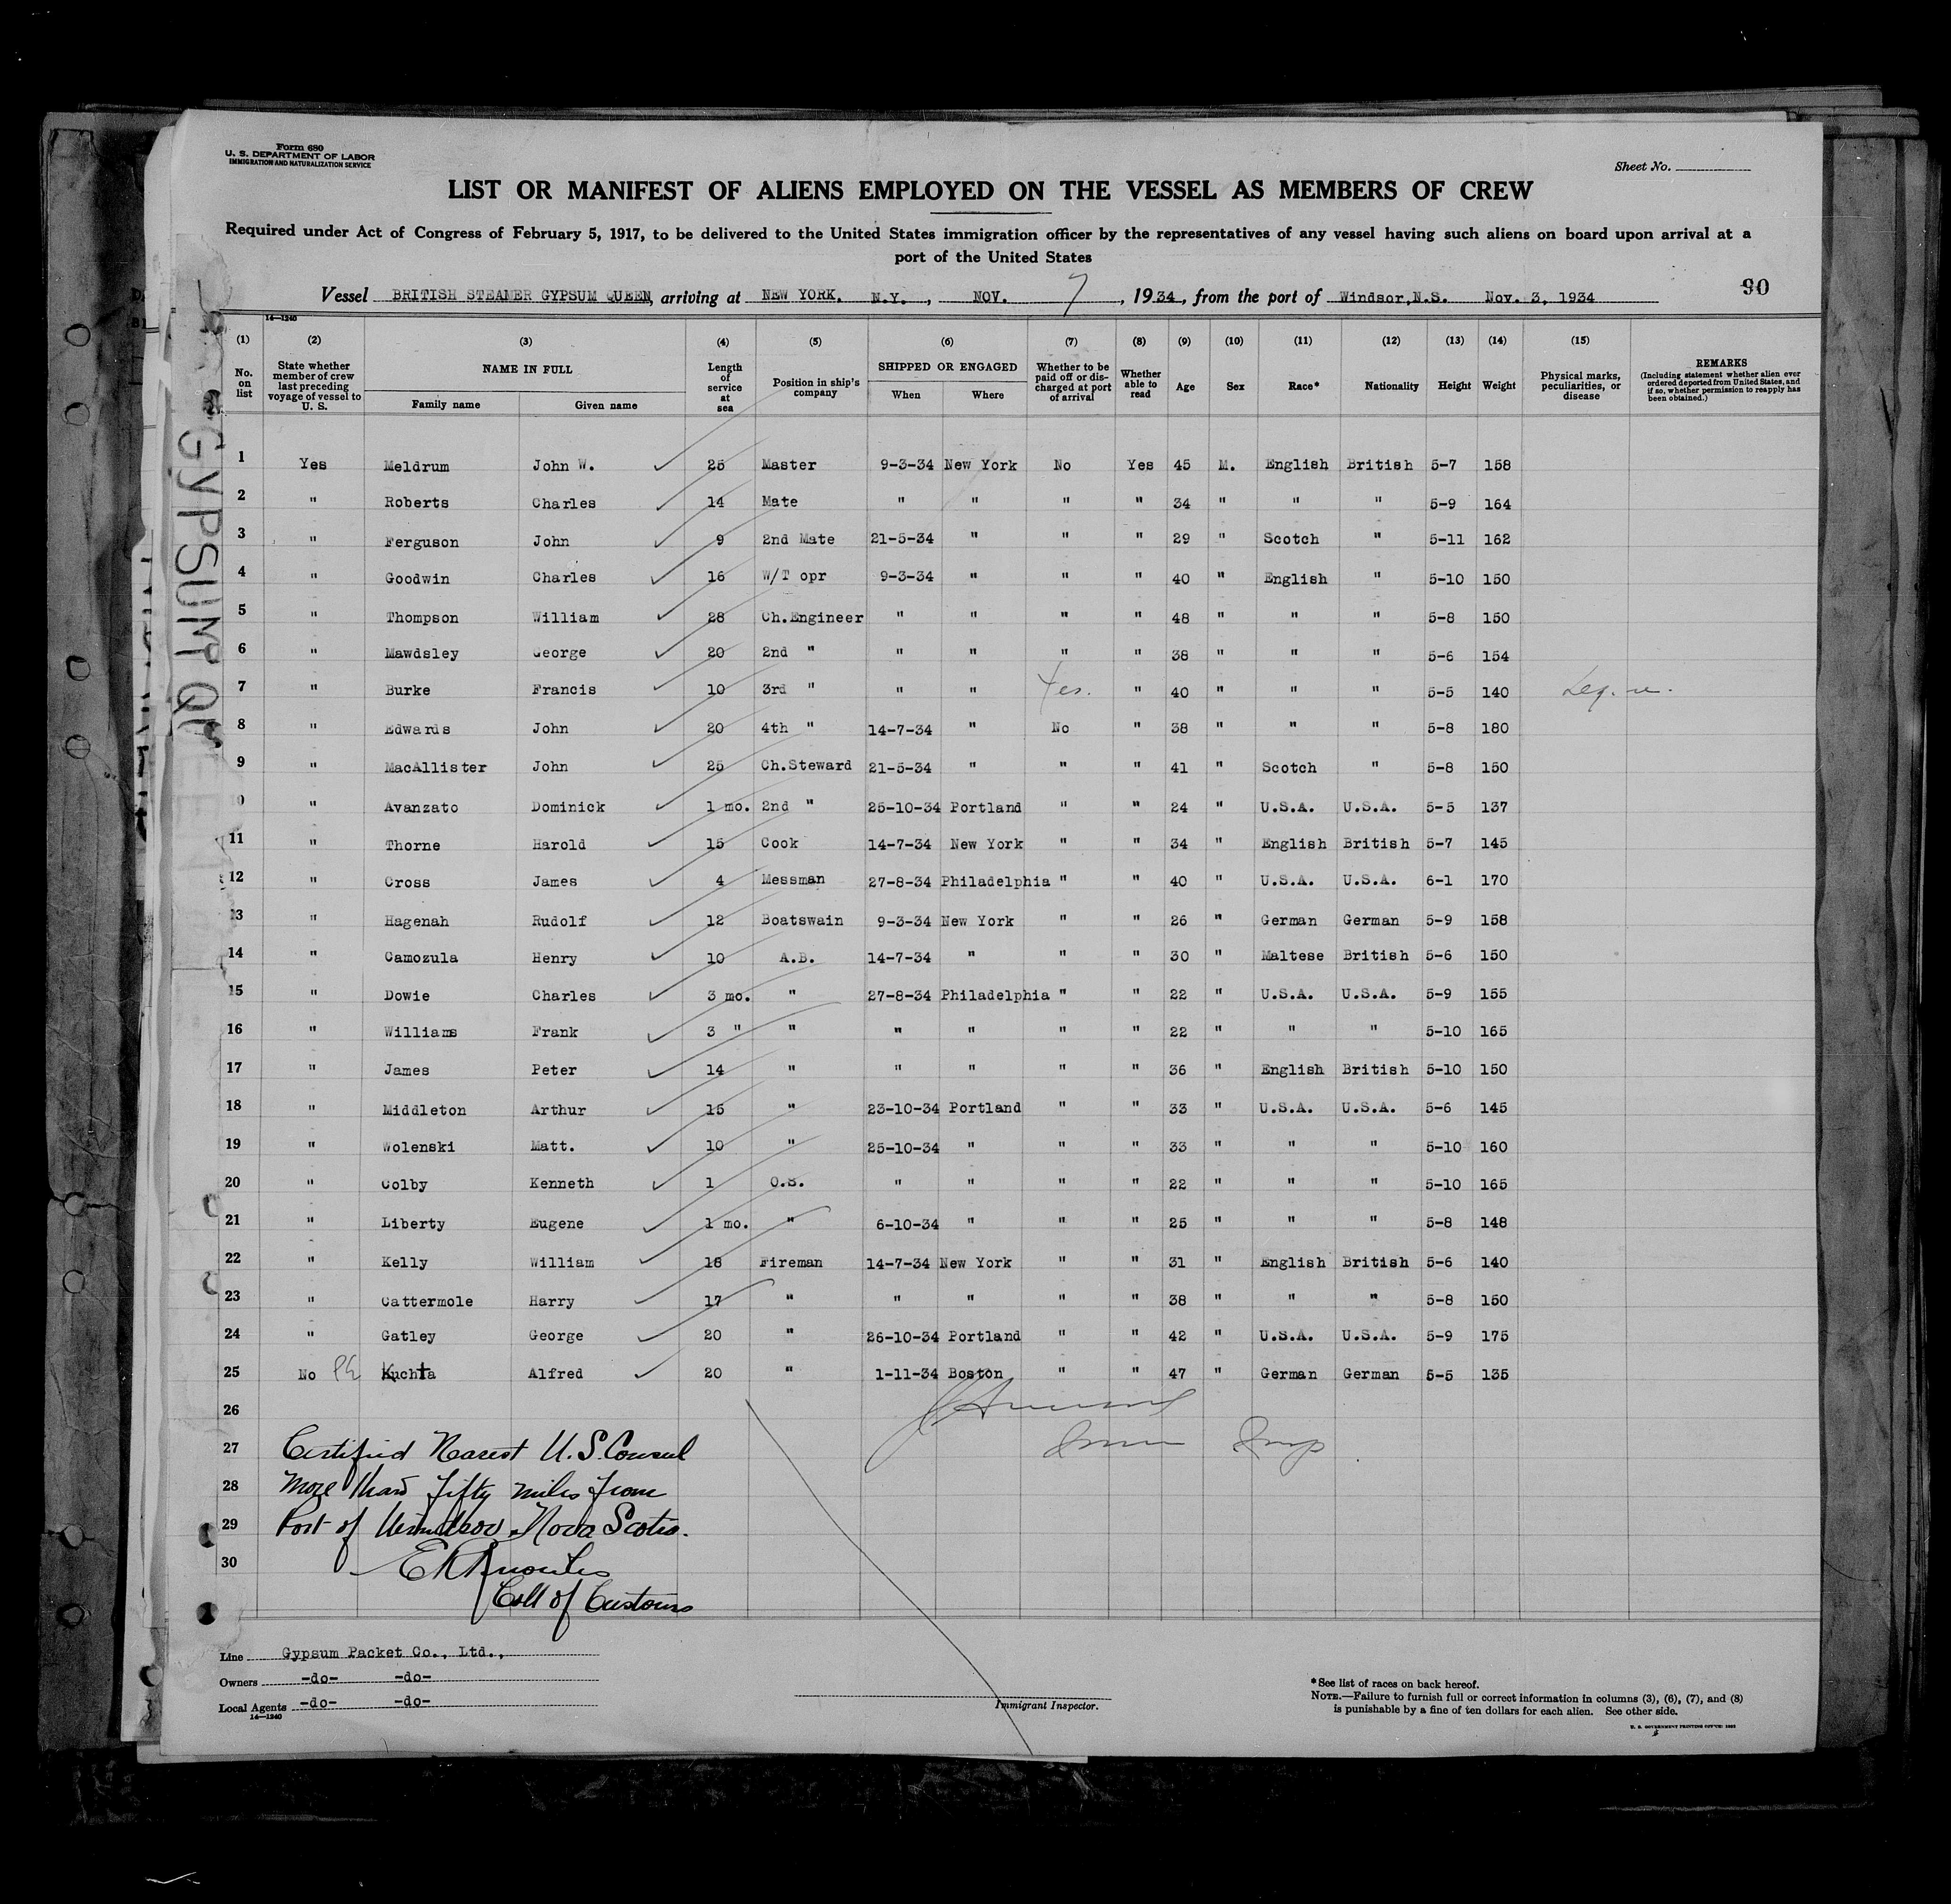 Form 680
U. S. DEPARTMENT OF LABOR
IMMIGRATION AND NATURALIZATION SERVICE
Sheet No.
LIST OR MANIFEST OF ALIENS EMPLOYED ON THE VESSEL AS MEMBERS OF CREW
Required under Act of Congress of February 5, 1917, to be delivered to the United States immigration officer by the representatives of any vessel having such aliens on board upon arrival at a
port of the United States
Vessel BRITISH STEAMER GYPSUM QUEEN, arriving at NEW YORK. N.Y., NOV. 7, 1934, from the port of Windsor,N.S. Nov. 3, 1934
90
14—1240
(1) No. on list
(2) State whether member of crew last preceding voyage of vessel to U. S.
(3) NAME IN FULL Family name Given name
(4) Length of service at sea
(5) Position in ship's company
(6) SHIPPED OR ENGAGED When Where
(7) Whether to be paid off or discharged at port of arrival
(8) Whether able to read
(9) Age
(10) Sex
(11) Race*
(12) Nationality
(13) Height
(14) Weight
(15) Physical marks, peculiarities, or disease
REMARKS (Including statement whether alien ever ordered deported from United States, and if so, whether permission to reapply has been obtained.)
GYPSUM QUEEN
1 Yes Meldrum John W. 25 Master 9-3-34 New York No Yes 45 M. English British 5-7 158
2 " Roberts Charles 14 Mate " " " " 34 " " " 5-9 164
3 " Ferguson John 9 2nd Mate 21-5-34 " " " 29 " Scotch " 5-11 162
4 " Goodwin Charles 16 W/T opr 9-3-34 " " " 40 " English " 5-10 150
5 " Thompson William 28 Ch.Engineer " " " " 48 " " " 5-8 150
6 " Mawdsley George 20 2nd " " " " " 38 " " " 5-6 154
7 " Burke Francis 10 3rd " " " Yes. " 40 " " " 5-5 140
8 " Edwards John 20 4th " 14-7-34 " No " 38 " " " 5-8 180
9 " MacAllister John 25 Ch.Steward 21-5-34 " " " 41 " Scotch " 5-8 150
0 " Avanzato Dominick 1 mo. 2nd " 25-10-34 Portland " " 24 " U.S.A. U.S.A. 5-5 137
11 " Thorne Harold 15 Cook 14-7-34 New York " " 34 " English British 5-7 145
12 " Cross James 4 Messman 27-8-34 Philadelphia " " 40 " U.S.A. U.S.A. 6-1 170
13 " Hagenah Rudolf 12 Boatswain 9-3-34 New York " " 26 " German German 5-9 158
14 " Camozula Henry 10 A.B. 14-7-34 " " " 30 " Maltese British 5-6 150
15 " Dowie Charles 3 mo. " 27-8-34 Philadelphia " " 22 " U.S.A. U.S.A. 5-9 155
16 " Williams Frank 3 " " " " " " 22 " " " 5-10 165
17 " James Peter 14 " " " " " 36 " English British 5-10 150
18 " Middleton Arthur 15 " 23-10-34 Portland " " 33 " U.S.A. U.S.A. 5-6 145
19 " Wolenski Matt. 10 " 25-10-34 " " " 33 " " " 5-10 160
20 " Colby Kenneth 1 O.S. " " " " 22 " " " 5-10 165
21 " Liberty Eugene 1 mo. " 6-10-34 " " " 25 " " " 5-8 148
22 " Kelly William 18 Fireman 14-7-34 New York " " 31 " English British 5-6 140
23 " Cattermole Harry 17 " " " " " 38 " " " 5-8 150
24 " Gatley George 20 " 26-10-34 Portland " " 42 " U.S.A. U.S.A. 5-9 175
25 No Kuchta Alfred 20 " 1-11-34 Boston " " 47 " German German 5-5 135
26
27 Certified Nearest U.S. Consul
28 More than fifty miles from
29 Port of Windsor Nova Scotia.
30
Coll of Customs
Line Gypsum Packet Co., Ltd.,
Owners -do- -do-
Local Agents -do- -do-
14—1240
Immigrant Inspector.
*See list of races on back hereof.
NOTE.—Failure to furnish full or correct information in columns (3), (6), (7), and (8)
is punishable by a fine of ten dollars for each alien. See other side.